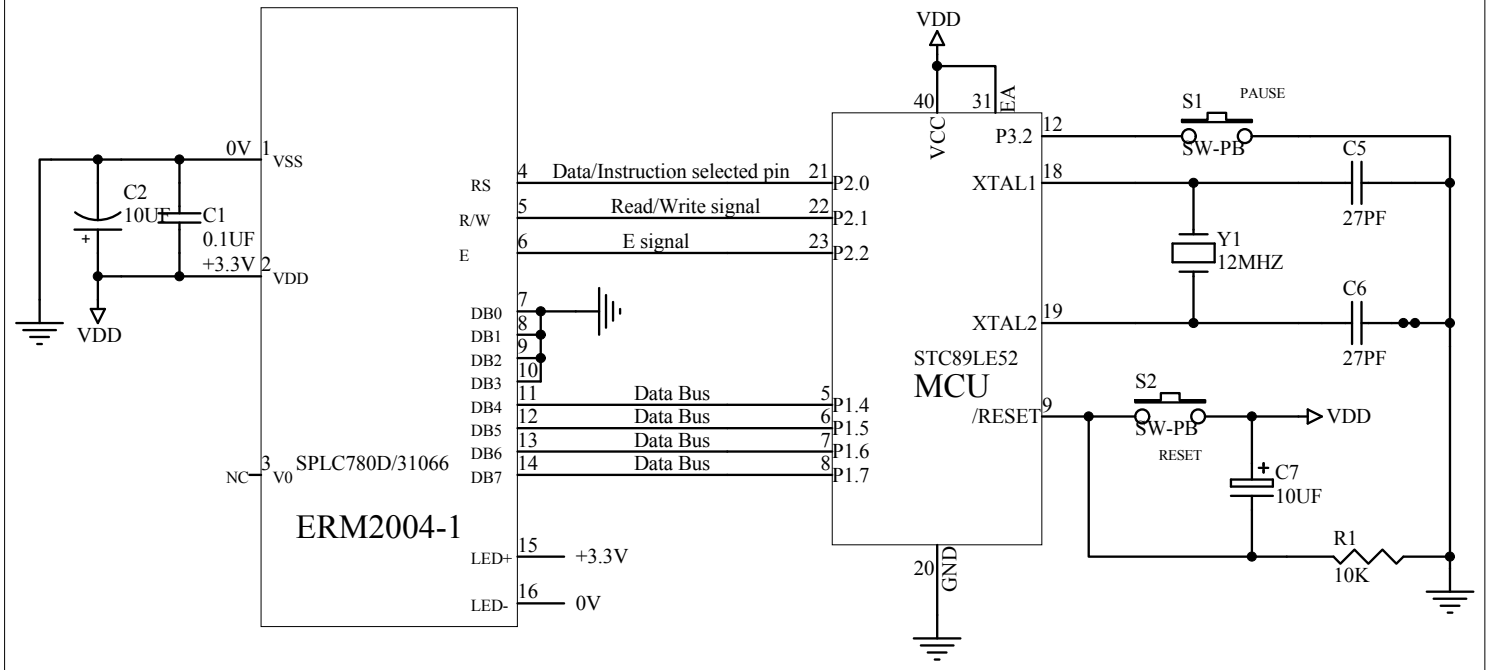 0V
1
VSS
C2
10UF
+
C1
0.1UF
+3.3V
2
VDD
VDD
NC
3
V0
SPLC780D/31066
ERM2004-1
RS
4
R/W
5
E
6
DB0
7
DB1
8
DB2
9
DB3
10
DB4
11
DB5
12
DB6
13
DB7
14
LED+
15
+3.3V
LED-
16
0V
Data/Instruction selected pin
Read/Write signal
E signal
Data Bus
Data Bus
Data Bus
Data Bus
21
P2.0
22
P2.1
23
P2.2
5
P1.4
6
P1.5
7
P1.6
8
P1.7
VDD
40
VCC
31
EA
STC89LE52
MCU
20
GND
P3.2
12
XTAL1
18
XTAL2
19
/RESET
9
S1
PAUSE
SW-PB
C5
27PF
Y1
12MHZ
C6
27PF
S2
SW-PB
RESET
VDD
+
C7
10UF
R1
10K